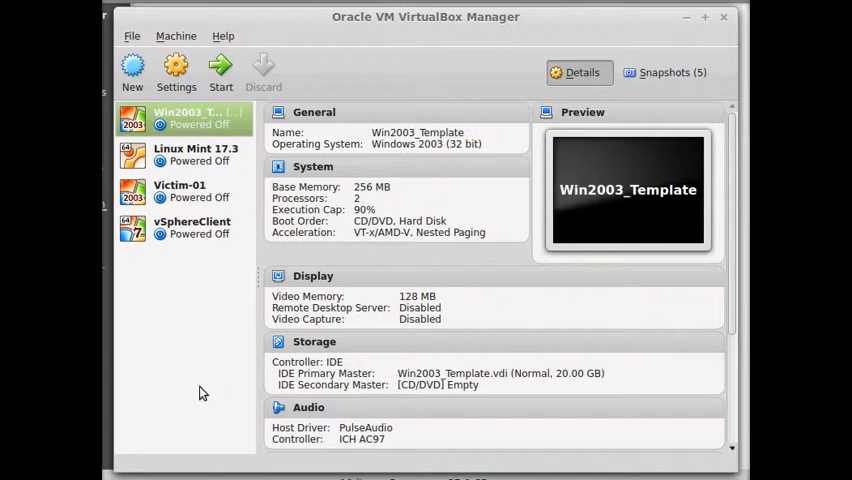 Oracle VM VirtualBox Manager
File Machine Help
New Settings Start Discard
Details Snapshots (5)
Win2003_T... (...)
Powered Off
Linux Mint 17.3
Powered Off
Victim-01
Powered Off
vSphereClient
Powered Off
General
Name: Win2003_Template
Operating System: Windows 2003 (32 bit)
System
Base Memory: 256 MB
Processors: 2
Execution Cap: 90%
Boot Order: CD/DVD, Hard Disk
Acceleration: VT-x/AMD-V, Nested Paging
Preview
Win2003_Template
Display
Video Memory: 128 MB
Remote Desktop Server: Disabled
Video Capture: Disabled
Storage
Controller: IDE
IDE Primary Master: Win2003_Template.vdi (Normal, 20.00 GB)
IDE Secondary Master: [CD/DVD] Empty
Audio
Host Driver: PulseAudio
Controller: ICH AC97